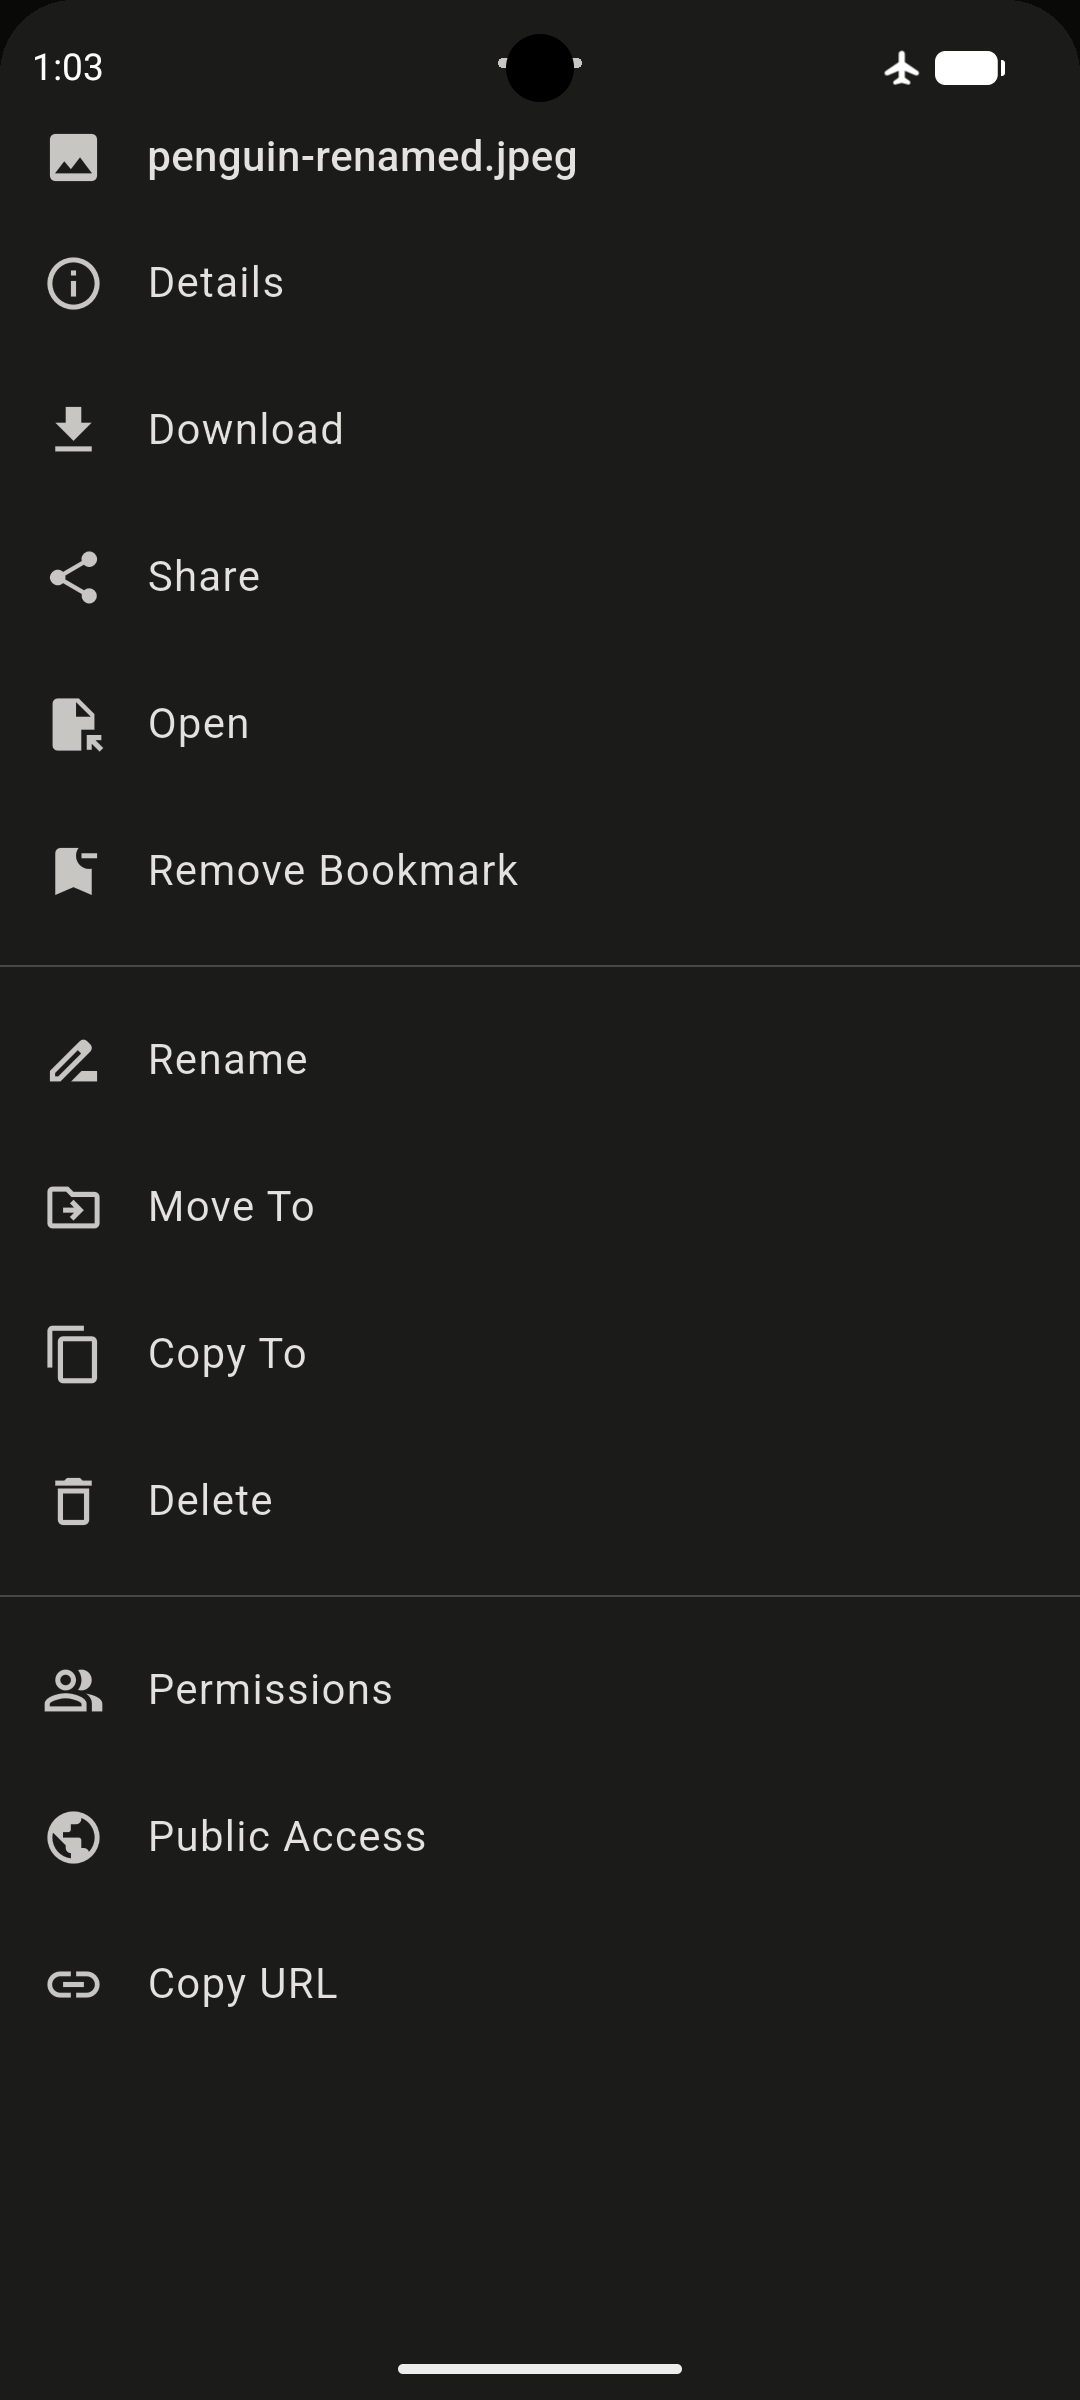 1:03
penguin-renamed.jpeg
Details
Download
Share
Open
Remove Bookmark
Rename
Move To
Copy To
Delete
Permissions
Public Access
Copy URL